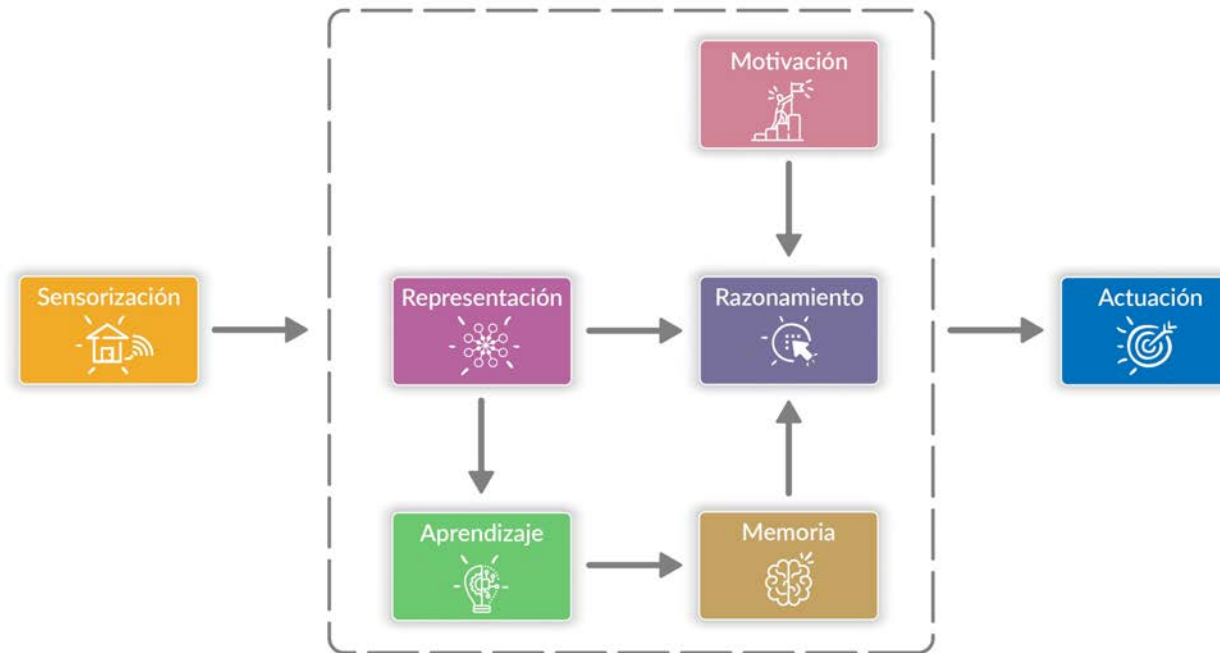 Motivación
Sensorización
Representación
Razonamiento
Actuación
Aprendizaje
Memoria